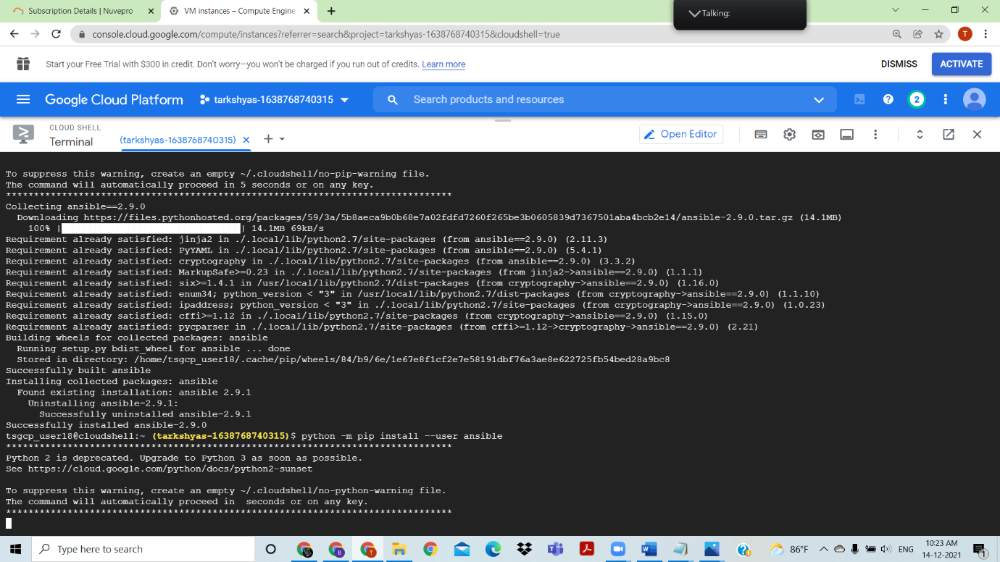 Subscription Details | Nuvepro
VM instances – Compute Engine
Talking:
console.cloud.google.com/compute/instances?referrer=search&project=tarkshyas-1638768740315&cloudshell=true
T
Start your Free Trial with $300 in credit. Don't worry—you won't be charged if you run out of credits. Learn more
DISMISS
ACTIVATE
Google Cloud Platform
tarkshyas-1638768740315
Search products and resources
2
CLOUD SHELL
Terminal
(tarkshyas-1638768740315)
Open Editor
To suppress this warning, create an empty ~/.cloudshell/no-pip-warning file.
The command will automatically proceed in 5 seconds or on any key.
********************************************************************************
Collecting ansible==2.9.0
Downloading https://files.pythonhosted.org/packages/59/3a/5b8aeca9b0b68e7a02fdfd7260f265be3b0605839d7367501aba4bcb2e14/ansible-2.9.0.tar.gz (14.1MB)
100% |████████████████████████████████| 14.1MB 69kB/s
Requirement already satisfied: jinja2 in ./.local/lib/python2.7/site-packages (from ansible==2.9.0) (2.11.3)
Requirement already satisfied: PyYAML in ./.local/lib/python2.7/site-packages (from ansible==2.9.0) (5.4.1)
Requirement already satisfied: cryptography in ./.local/lib/python2.7/site-packages (from ansible==2.9.0) (3.3.2)
Requirement already satisfied: MarkupSafe>=0.23 in ./.local/lib/python2.7/site-packages (from jinja2->ansible==2.9.0) (1.1.1)
Requirement already satisfied: six>=1.4.1 in /usr/local/lib/python2.7/dist-packages (from cryptography->ansible==2.9.0) (1.16.0)
Requirement already satisfied: enum34; python_version < "3" in /usr/local/lib/python2.7/dist-packages (from cryptography->ansible==2.9.0) (1.1.10)
Requirement already satisfied: ipaddress; python_version < "3" in ./.local/lib/python2.7/site-packages (from cryptography->ansible==2.9.0) (1.0.23)
Requirement already satisfied: cffi>=1.12 in ./.local/lib/python2.7/site-packages (from cryptography->ansible==2.9.0) (1.15.0)
Requirement already satisfied: pycparser in ./.local/lib/python2.7/site-packages (from cffi>=1.12->cryptography->ansible==2.9.0) (2.21)
Building wheels for collected packages: ansible
Running setup.py bdist_wheel for ansible ... done
Stored in directory: /home/tsgcp_user18/.cache/pip/wheels/84/b9/6e/1e67e8f1cf2e7e58191dbf76a3ae8e622725fb54bed28a9bc8
Successfully built ansible
Installing collected packages: ansible
Found existing installation: ansible 2.9.1
Uninstalling ansible-2.9.1:
Successfully uninstalled ansible-2.9.1
Successfully installed ansible-2.9.0
tsgcp_user18@cloudshell:~ (tarkshyas-1638768740315)$ python -m pip install --user ansible
********************************************************************************
Python 2 is deprecated. Upgrade to Python 3 as soon as possible.
See https://cloud.google.com/python/docs/python2-sunset
To suppress this warning, create an empty ~/.cloudshell/no-python-warning file.
The command will automatically proceed in  seconds or on any key.
********************************************************************************
Type here to search
86°F
ENG
10:23 AM
14-12-2021
1